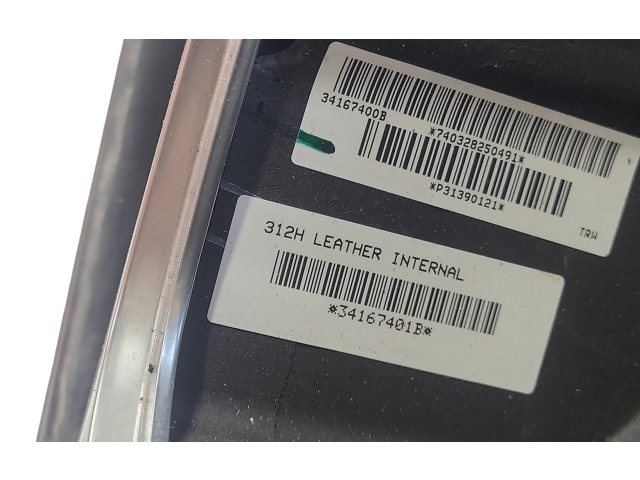 34167400B
*740328250491*
*P31390121*
TRW
312H LEATHER INTERNAL
*34167401B*